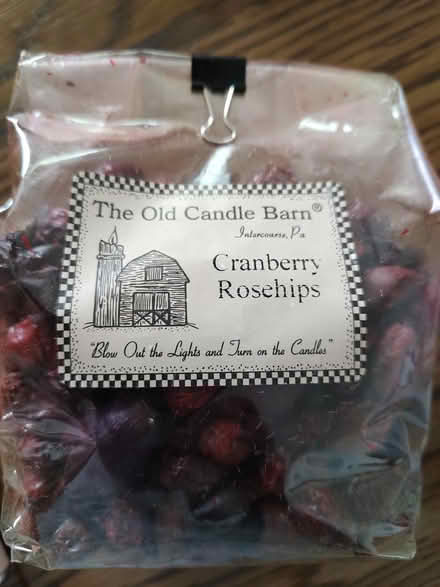 The Old Candle Barn®
Intercourse, Pa
Cranberry
Rosehips
"Blow Out the Lights and Turn on the Candles"